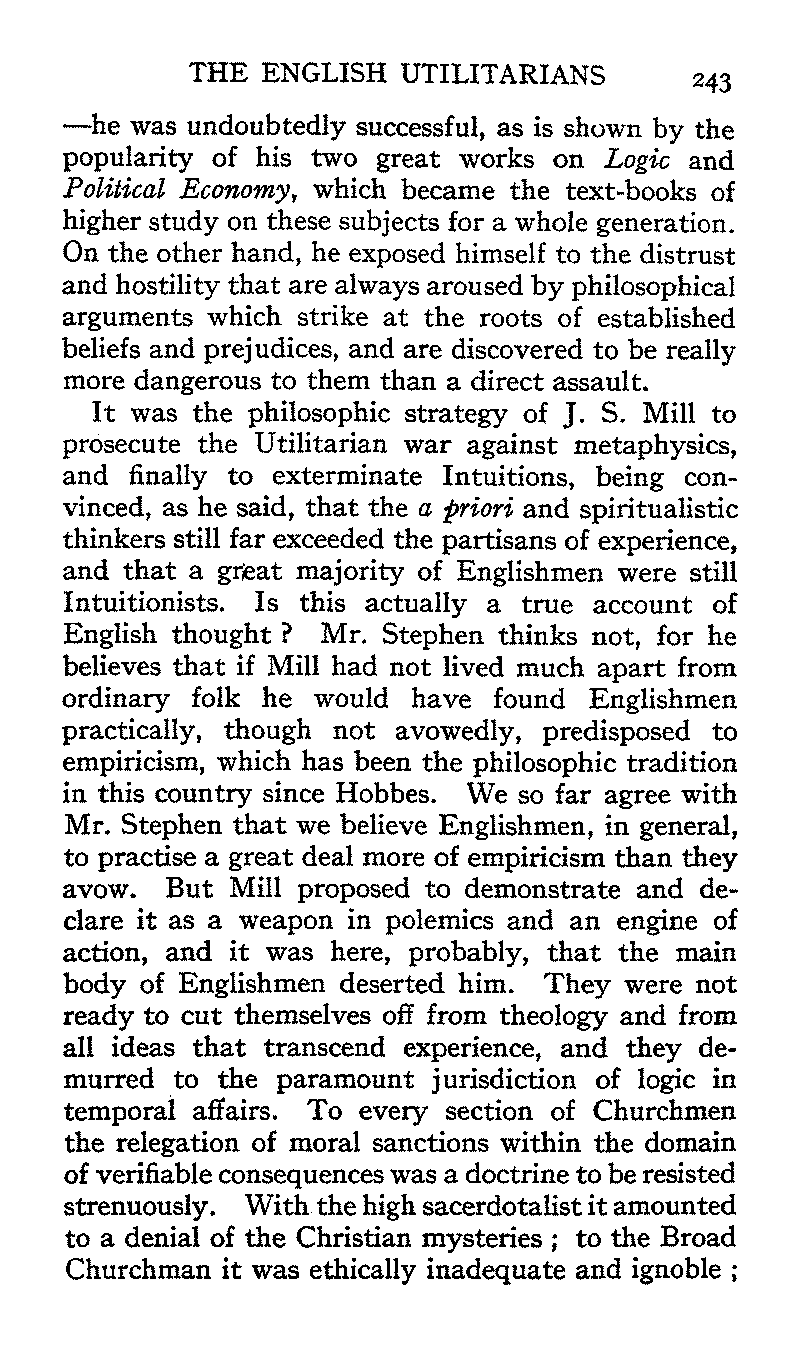 THE ENGLISH UTILITARIANS 243
—he was undoubtedly successful, as is shown by the
popularity of his two great works on Logic and
Political Economy, which became the text-books of
higher study on these subjects for a whole generation.
On the other hand, he exposed himself to the distrust
and hostility that are always aroused by philosophical
arguments which strike at the roots of established
beliefs and prejudices, and are discovered to be really
more dangerous to them than a direct assault.
It was the philosophic strategy of J. S. Mill to
prosecute the Utilitarian war against metaphysics,
and finally to exterminate Intuitions, being con-
vinced, as he said, that the a priori and spiritualistic
thinkers still far exceeded the partisans of experience,
and that a great majority of Englishmen were still
Intuitionists. Is this actually a true account of
English thought ? Mr. Stephen thinks not, for he
believes that if Mill had not lived much apart from
ordinary folk he would have found Englishmen
practically, though not avowedly, predisposed to
empiricism, which has been the philosophic tradition
in this country since Hobbes. We so far agree with
Mr. Stephen that we believe Englishmen, in general,
to practise a great deal more of empiricism than they
avow. But Mill proposed to demonstrate and de-
clare it as a weapon in polemics and an engine of
action, and it was here, probably, that the main
body of Englishmen deserted him. They were not
ready to cut themselves off from theology and from
all ideas that transcend experience, and they de-
murred to the paramount jurisdiction of logic in
temporal affairs. To every section of Churchmen
the relegation of moral sanctions within the domain
of verifiable consequences was a doctrine to be resisted
strenuously. With the high sacerdotalist it amounted
to a denial of the Christian mysteries ; to the Broad
Churchman it was ethically inadequate and ignoble ;